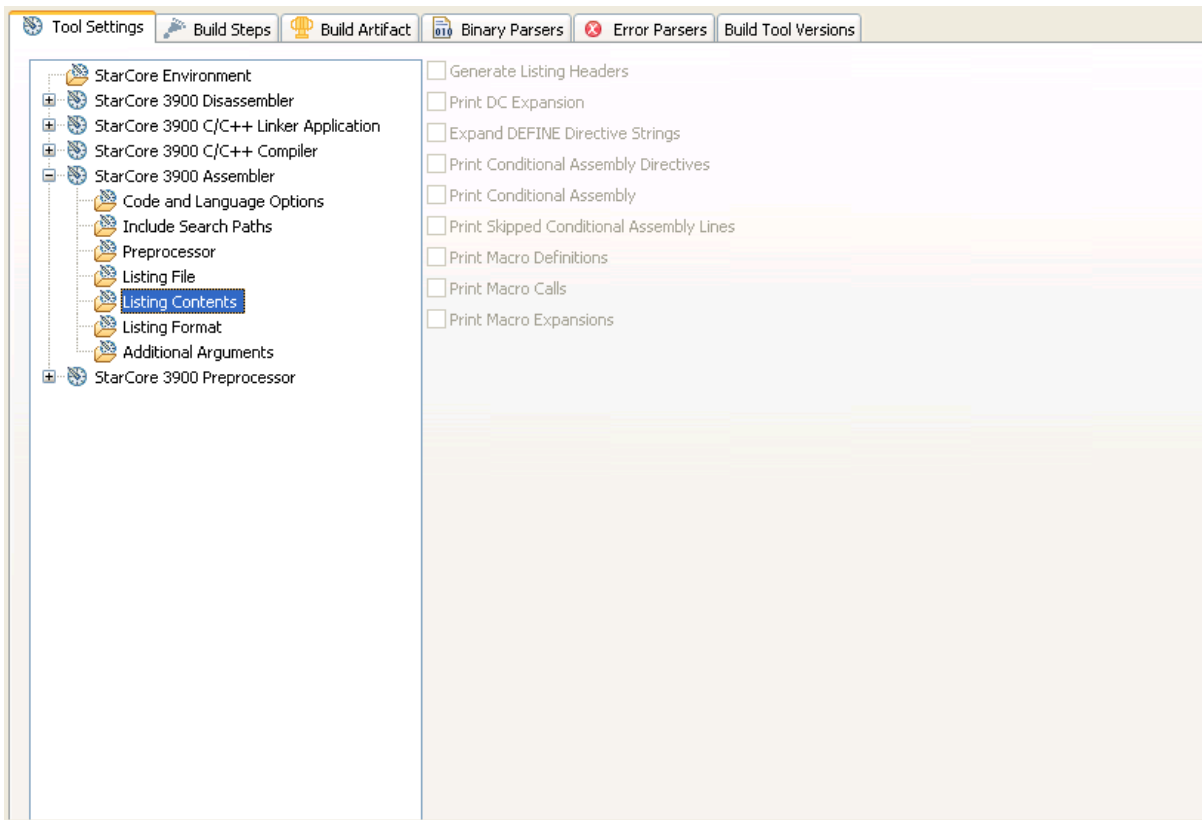 Tool Settings Build Steps Build Artifact Binary Parsers Error Parsers Build Tool Versions
StarCore Environment
StarCore 3900 Disassembler
StarCore 3900 C/C++ Linker Application
StarCore 3900 C/C++ Compiler
StarCore 3900 Assembler
Code and Language Options
Include Search Paths
Preprocessor
Listing File
Listing Contents
Listing Format
Additional Arguments
StarCore 3900 Preprocessor
Generate Listing Headers
Print DC Expansion
Expand DEFINE Directive Strings
Print Conditional Assembly Directives
Print Conditional Assembly
Print Skipped Conditional Assembly Lines
Print Macro Definitions
Print Macro Calls
Print Macro Expansions